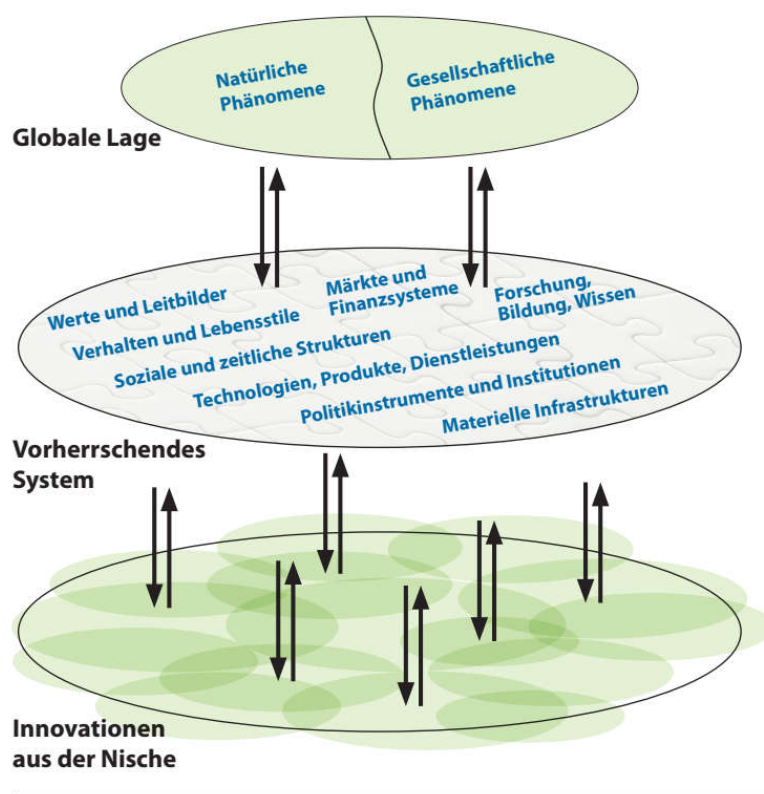 Natürliche
Phänomene
Gesellschaftliche
Phänomene
Globale Lage
Werte und Leitbilder
Märkte und
Finanzsysteme
Forschung,
Bildung, Wissen
Verhalten und Lebensstile
Soziale und zeitliche Strukturen
Technologien, Produkte, Dienstleistungen
Politikinstrumente und Institutionen
Materielle Infrastrukturen
Vorherrschendes
System
Innovationen
aus der Nische